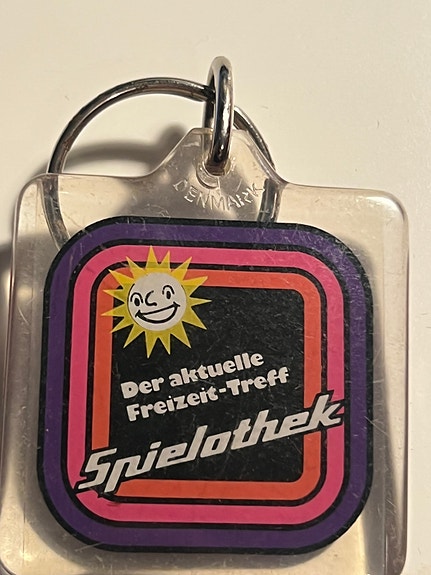 DENMARK
Der aktuelle
Freizeit-Treff
Spielothek